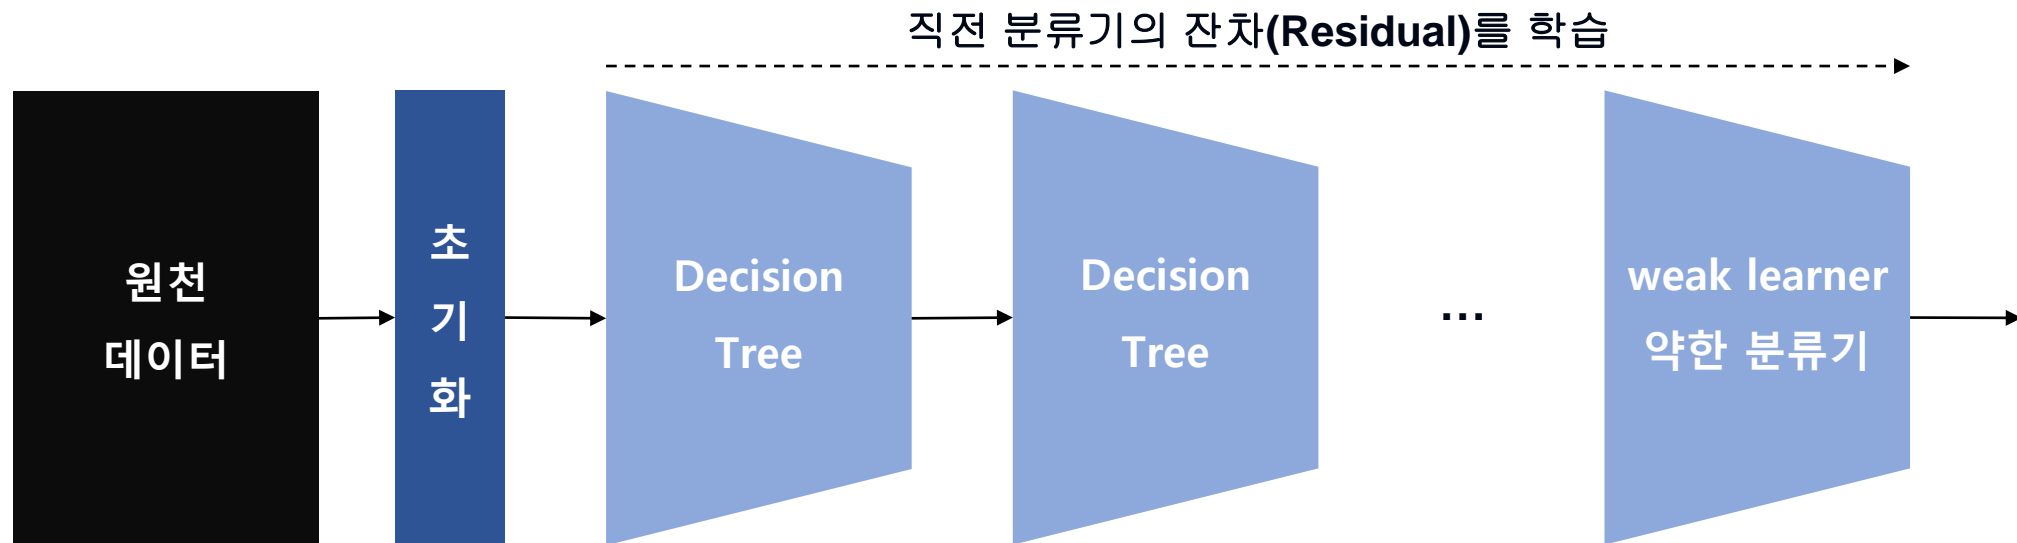 직전 분류기의 잔차(Residual)를 학습
원천
데이터
초
기
화
Decision
Tree
Decision
Tree
...
weak learner
약한 분류기